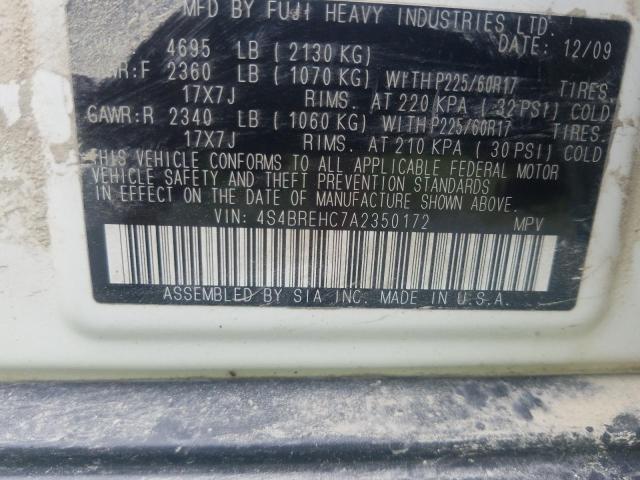 MFD BY FUJI HEAVY INDUSTRIES LTD.
DATE: 12/09
4695 LB (2130 KG)
WR:F 2360 LB (1070 KG) WITH P225/60R17 TIRES.
17X7J RIMS. AT 220 KPA (32 PSI) COLD
GAWR:R 2340 LB (1060 KG) WITH P225/60R17 TIRES.
17X7J RIMS. AT 210 KPA (30 PSI) COLD
THIS VEHICLE CONFORMS TO ALL APPLICABLE FEDERAL MOTOR
VEHICLE SAFETY AND THEFT PREVENTION STANDARDS
IN EFFECT ON THE DATE OF MANUFACTURE SHOWN ABOVE.
VIN: 4S4BREHC7A2350172 MPV
ASSEMBLED BY SIA INC. MADE IN U.S.A.